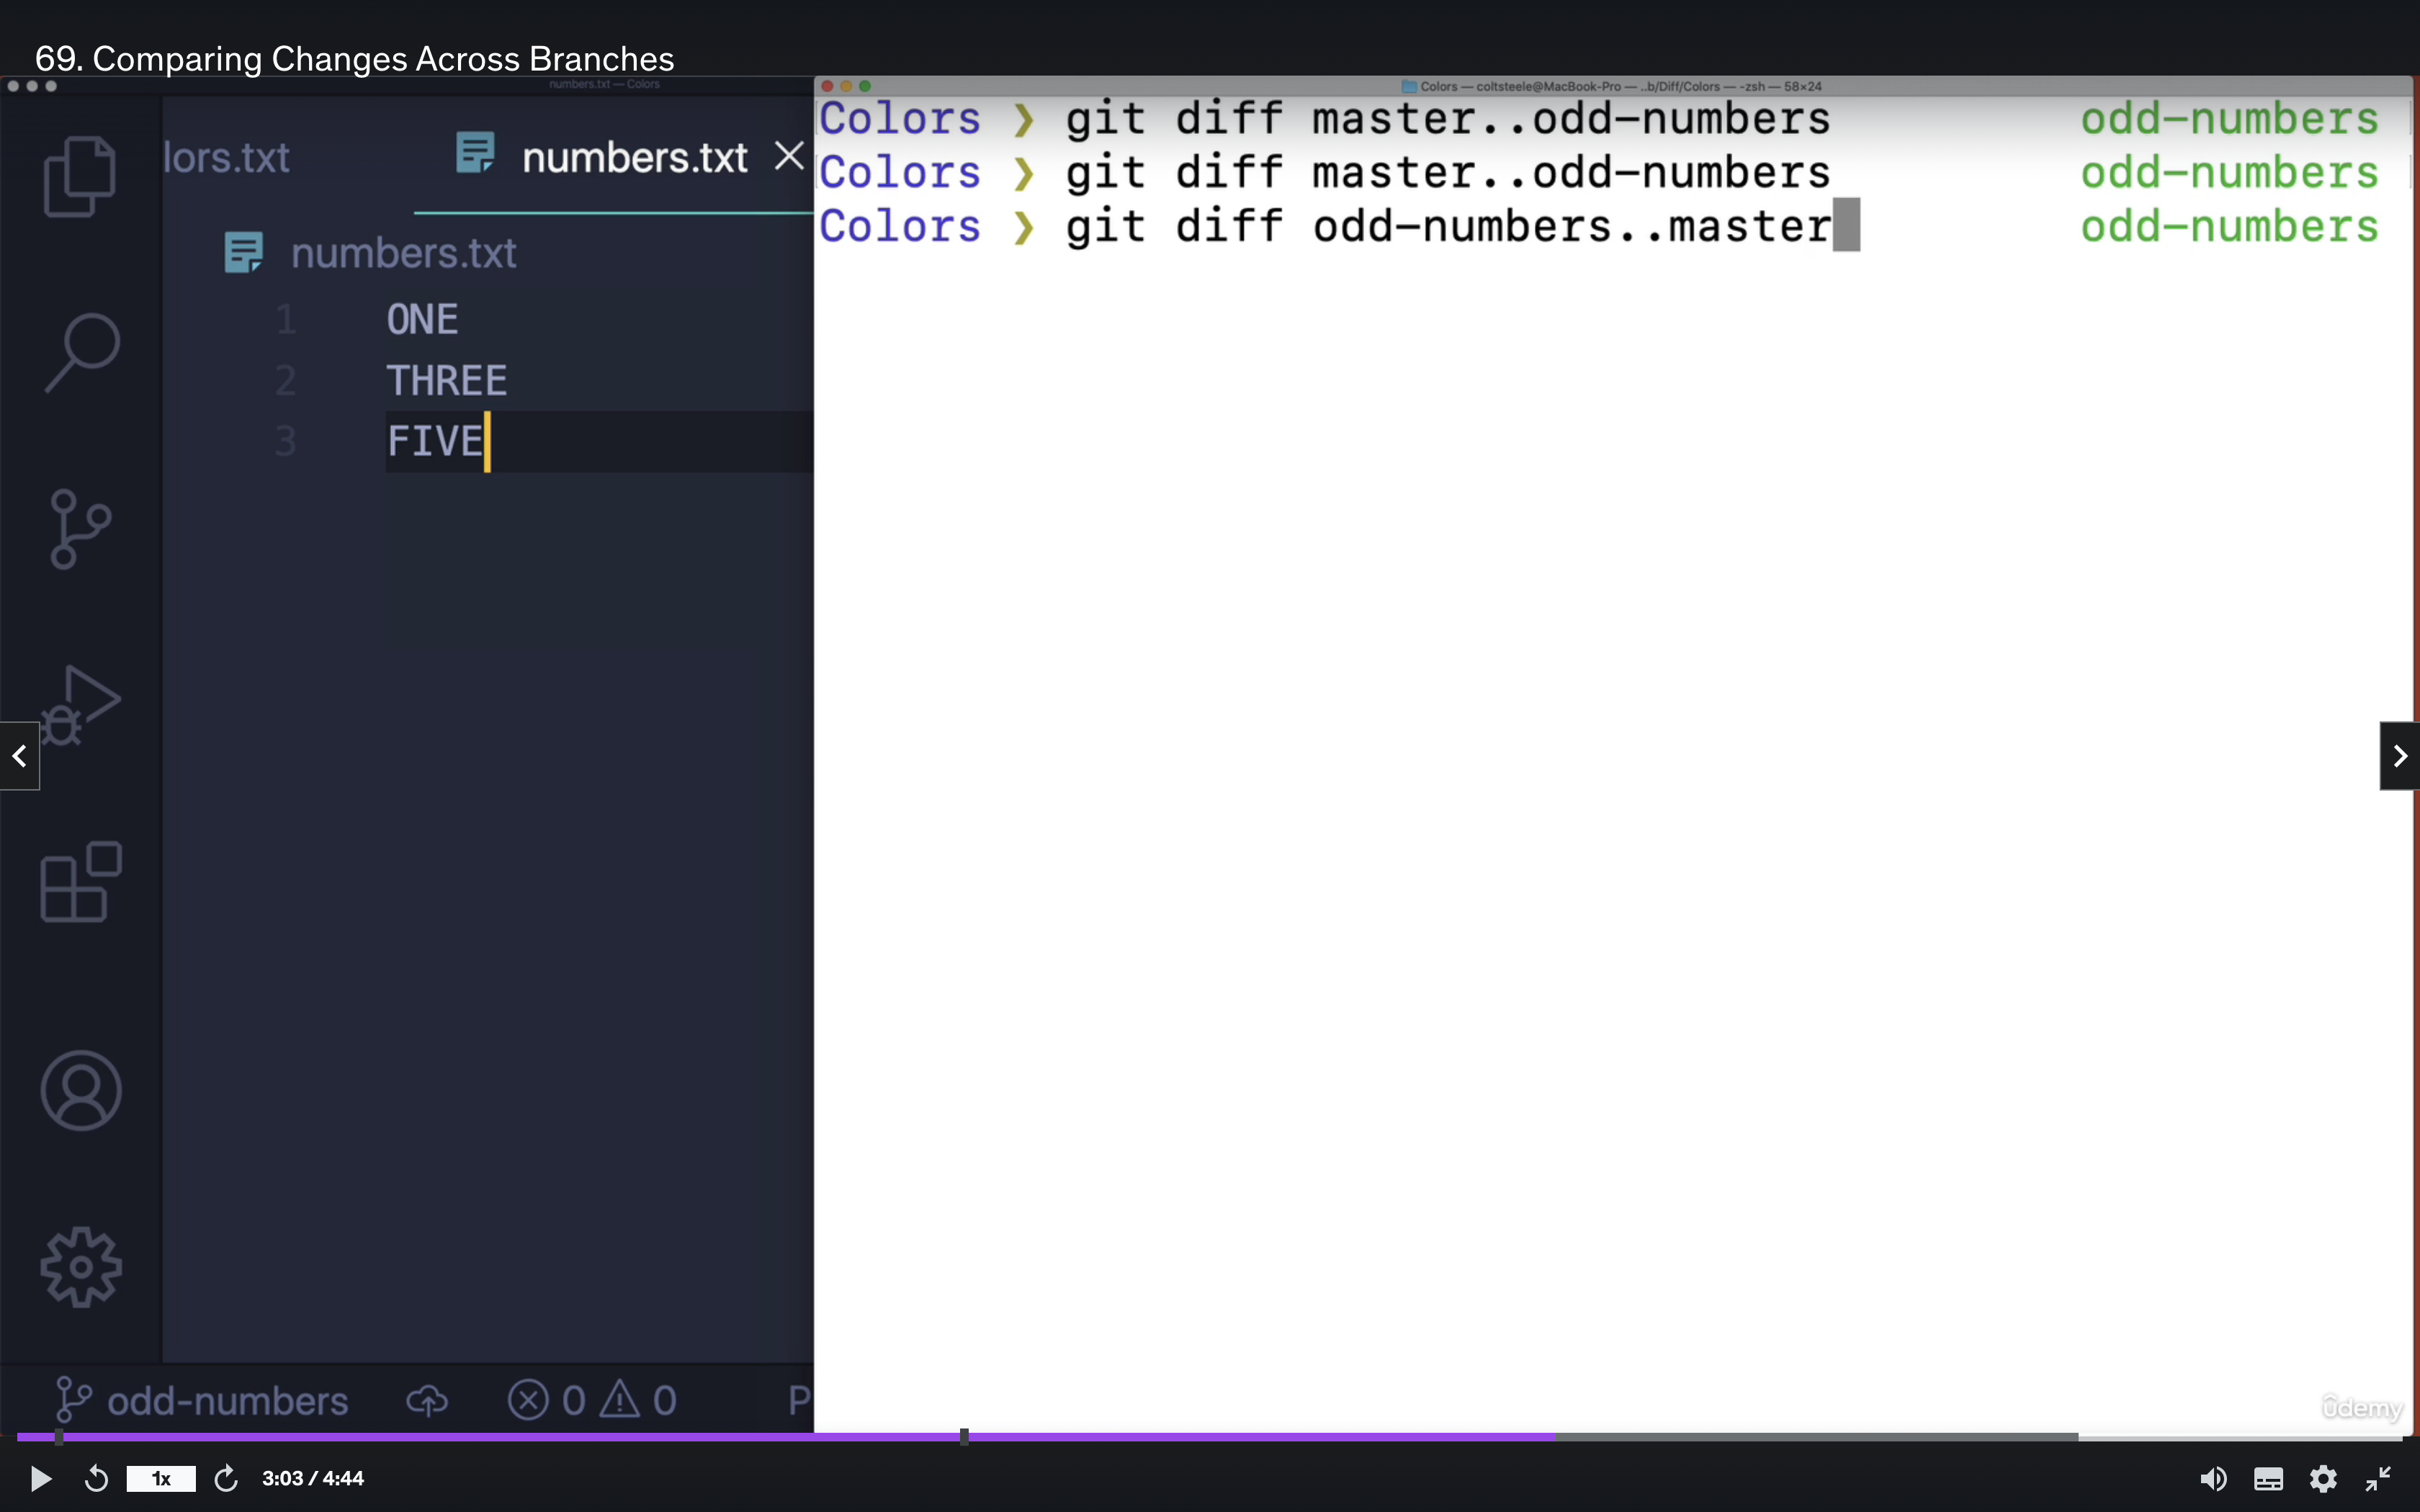 69. Comparing Changes Across Branches
numbers.txt — Colors
Colors — coltsteele@MacBook-Pro — ..b/Diff/Colors — -zsh — 58×24
lors.txt
numbers.txt
numbers.txt
1 ONE
2 THREE
3 FIVE
Colors ❯ git diff master..odd-numbers odd-numbers
Colors ❯ git diff master..odd-numbers odd-numbers
Colors ❯ git diff odd-numbers..master odd-numbers
odd-numbers 0 0 P
udemy
1x 3:03 / 4:44